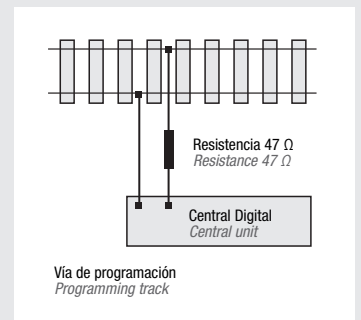 Resistencia 47 Ω
Resistance 47 Ω
Central Digital
Central unit
Vía de programación
Programming track